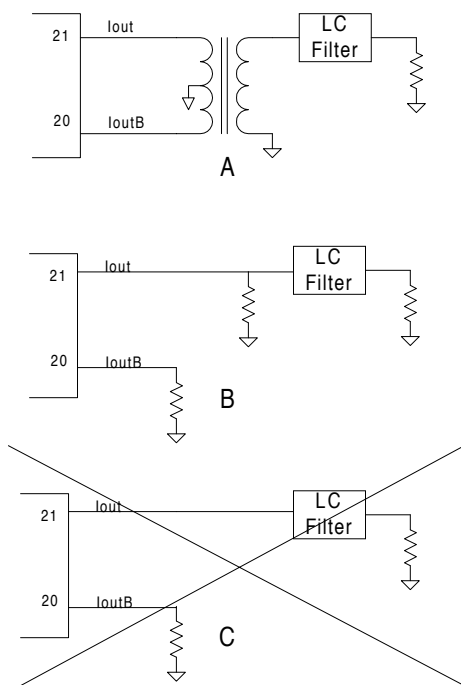 21
Iout
LC
Filter
20
IoutB
A
21
Iout
LC
Filter
20
IoutB
B
21
Iout
LC
Filter
20
IoutB
C